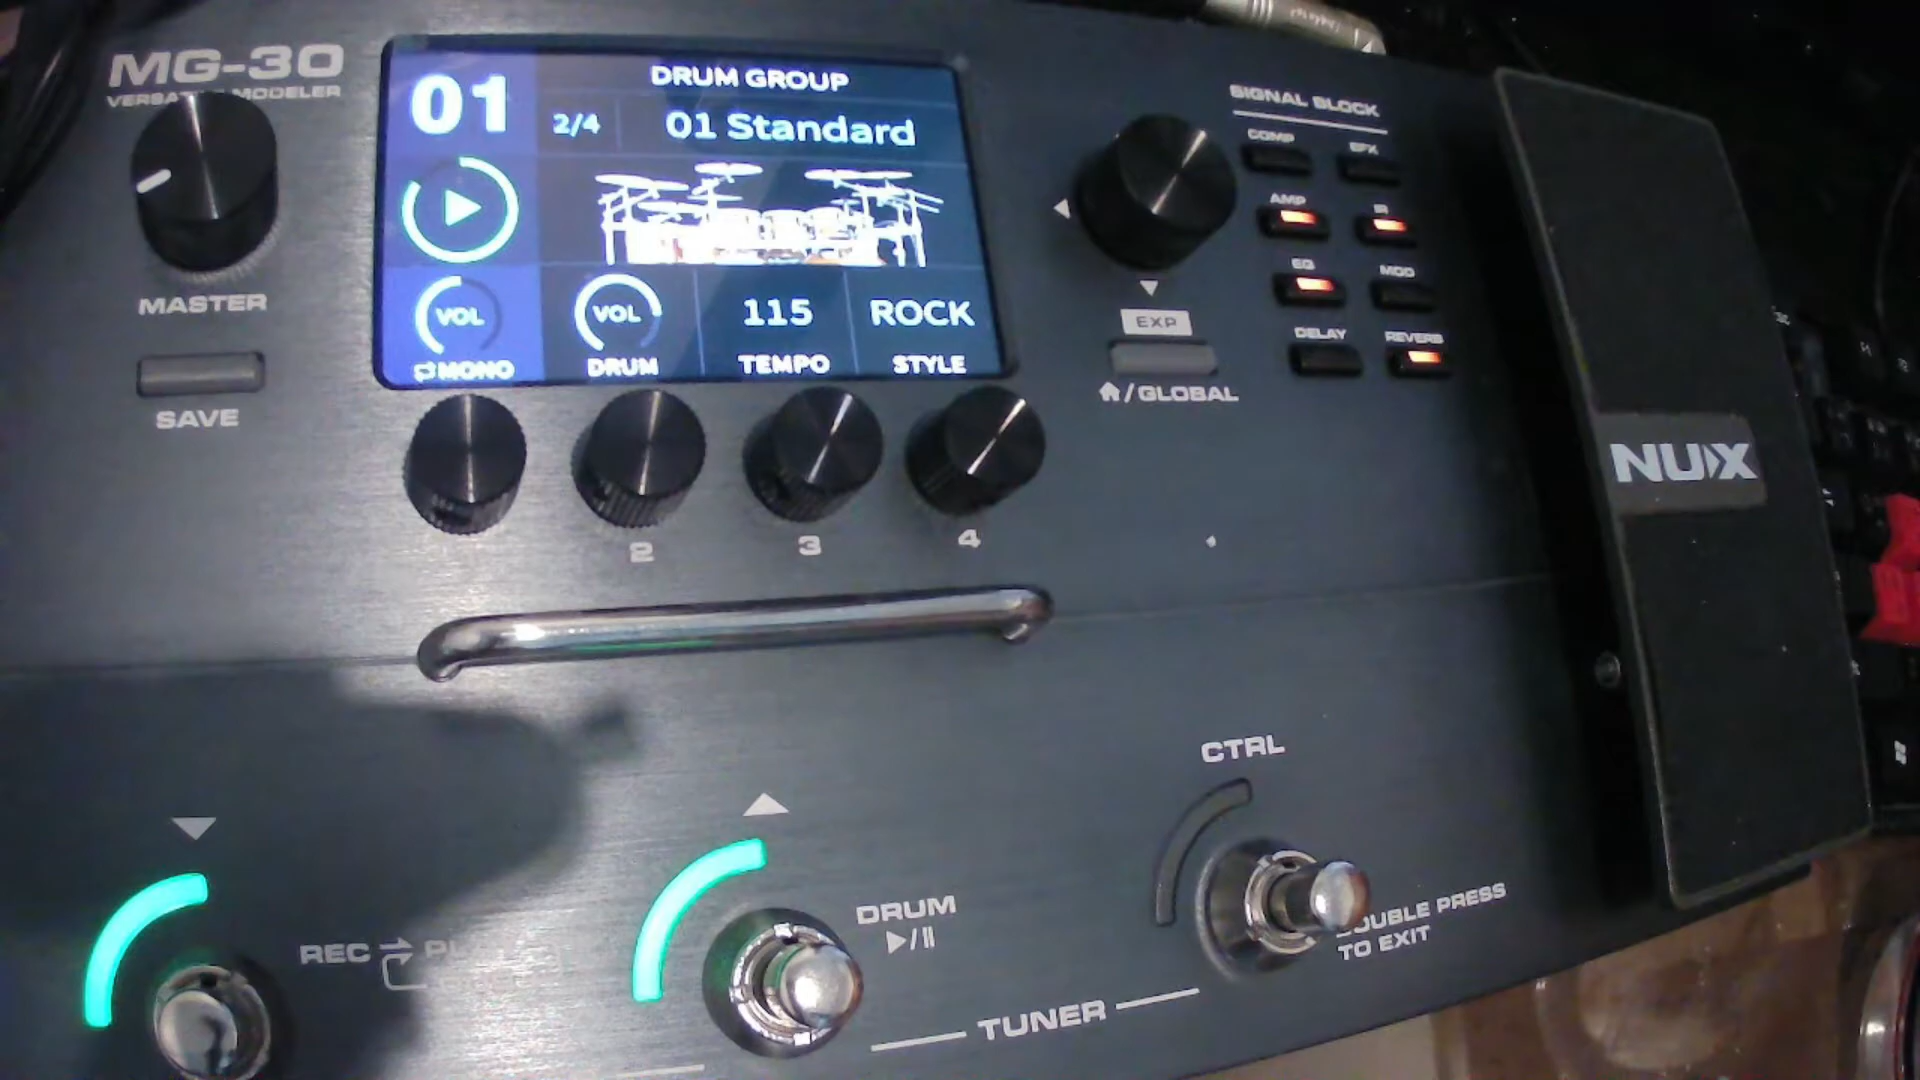 MG-30
VERSA MODELER
MASTER
SAVE
01
DRUM GROUP
2/4
01 Standard
VOL
MONO
VOL
DRUM
115
TEMPO
ROCK
STYLE
2
3
4
SIGNAL BLOCK
COMP
EFX
AMP
IR
EQ
MOD
DELAY
REVERB
EXP
/GLOBAL
NUX
CTRL
REC
DRUM
DOUBLE PRESS
TO EXIT
TUNER